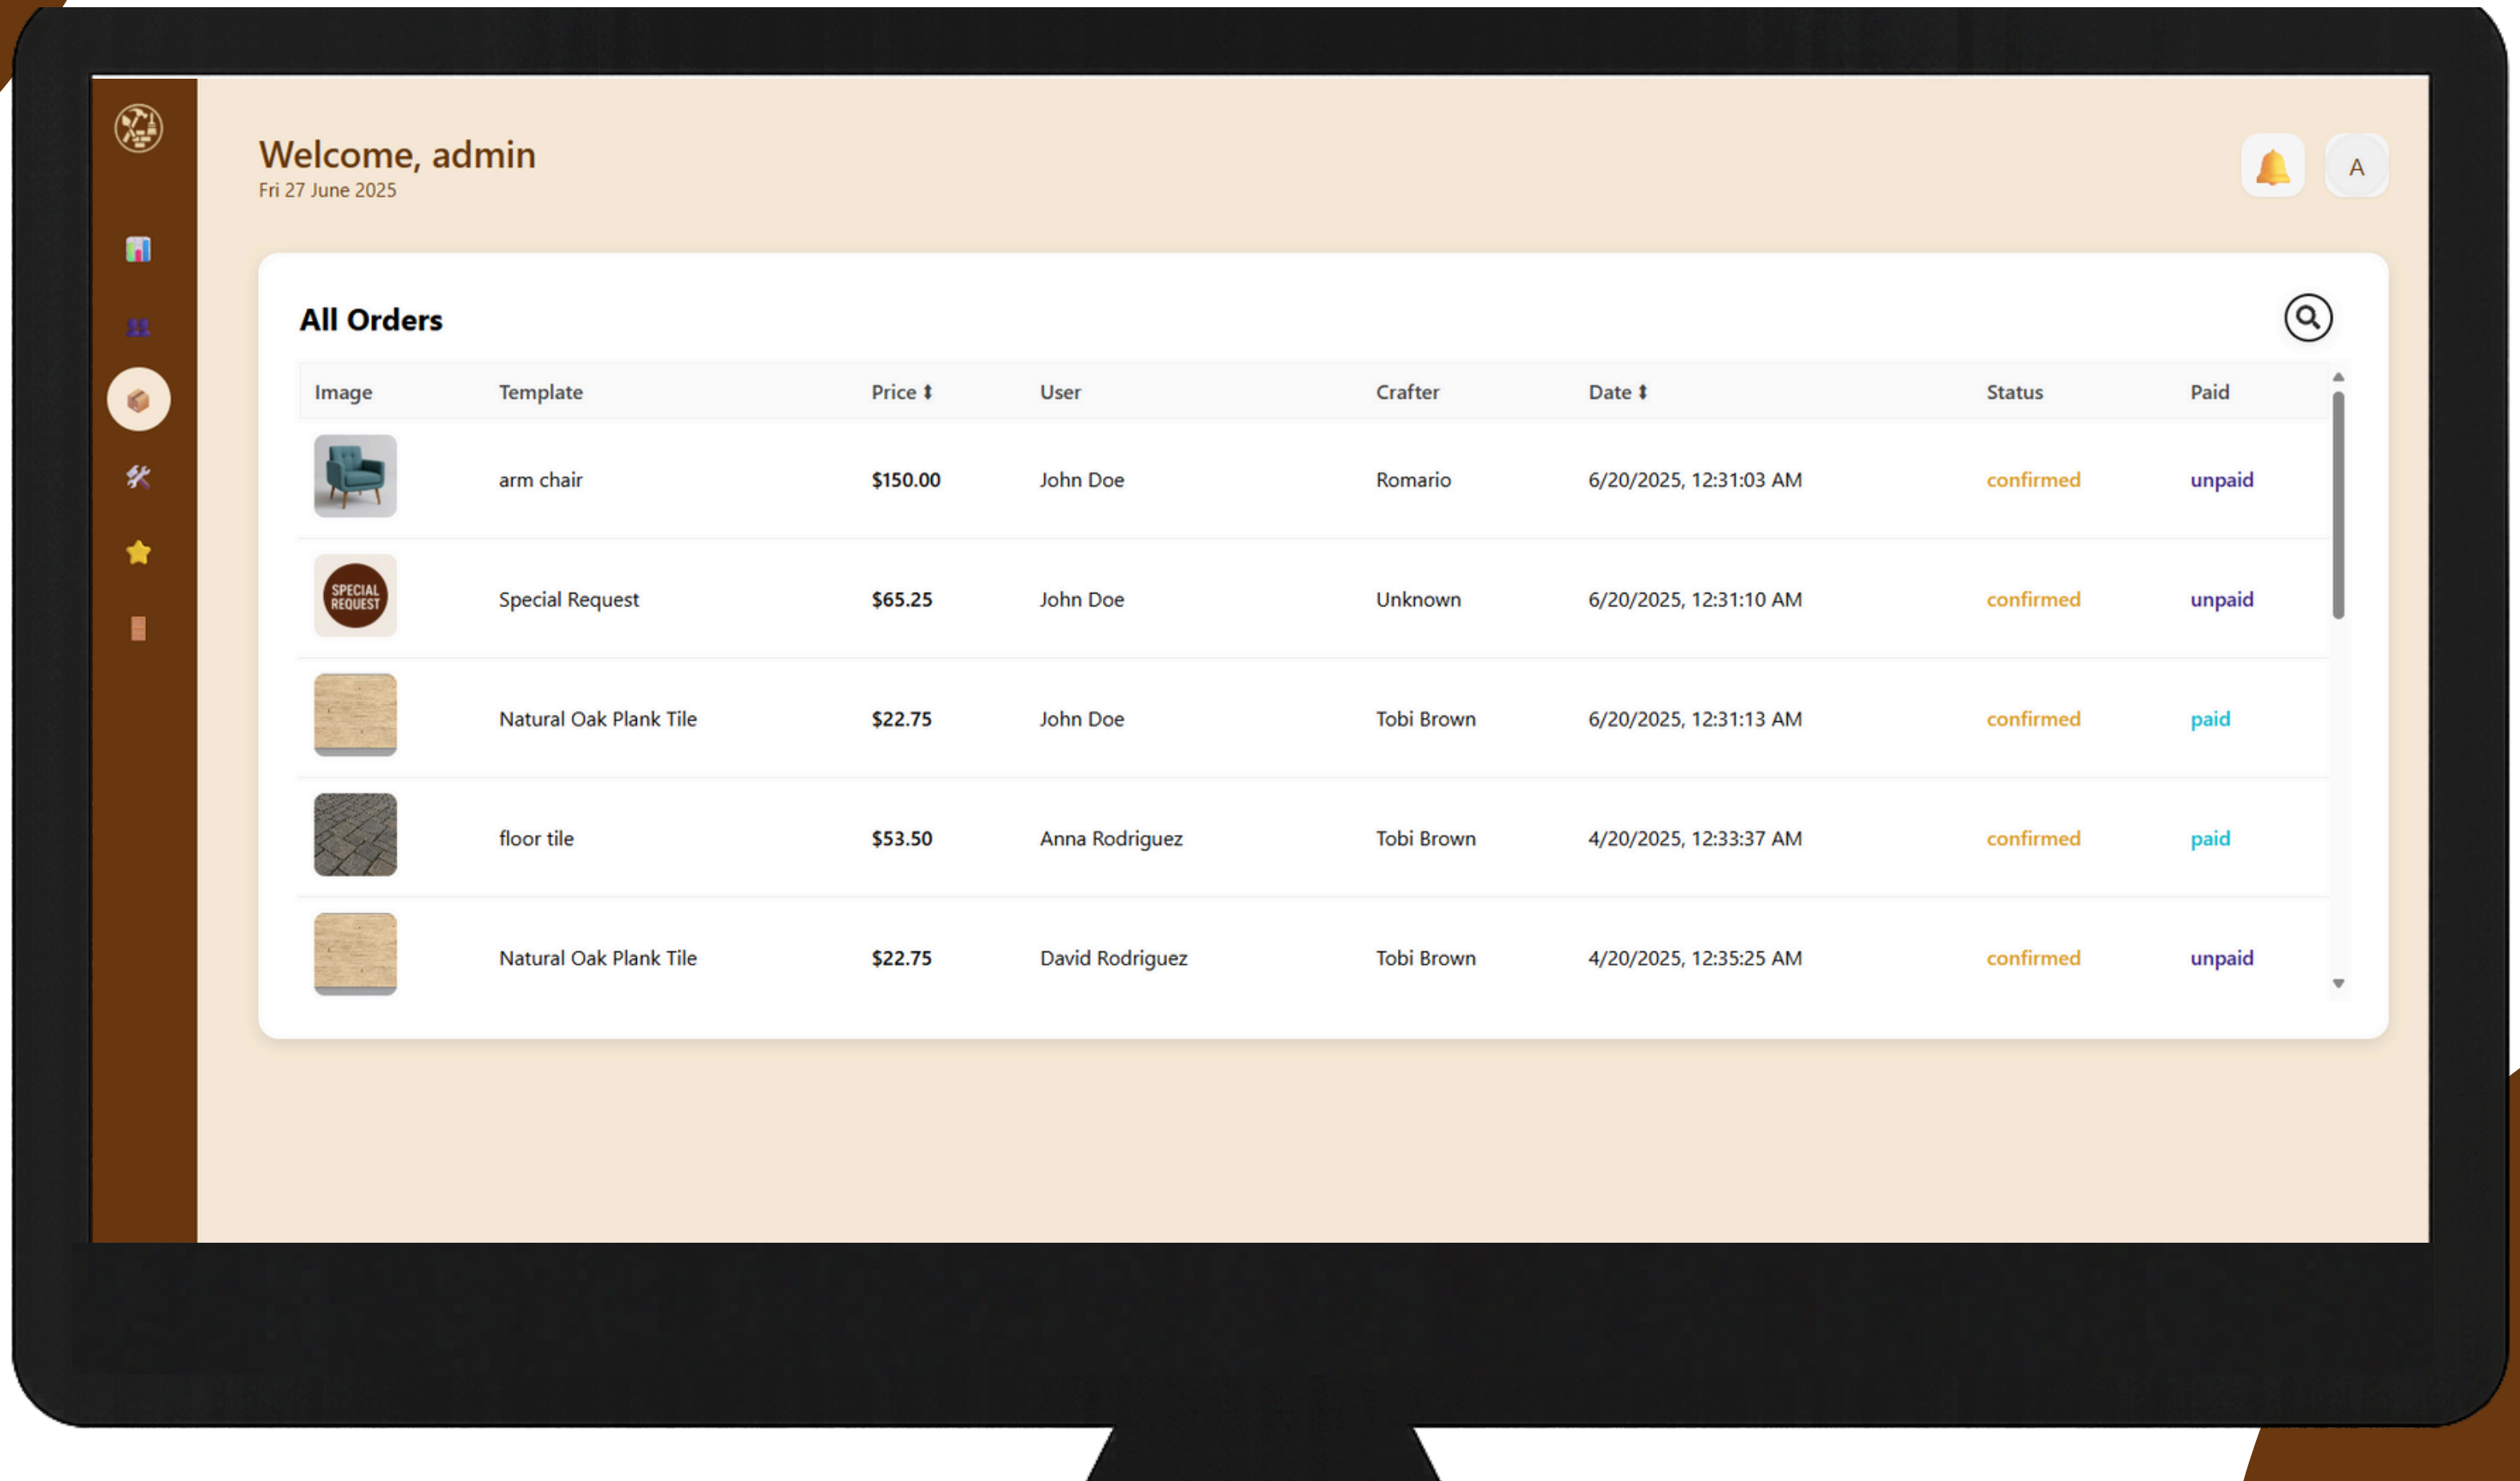 Welcome, admin
Fri 27 June 2025
A
All Orders
Image Template Price User Crafter Date Status Paid
arm chair $150.00 John Doe Romario 6/20/2025, 12:31:03 AM confirmed unpaid
SPECIAL
REQUEST
Special Request $65.25 John Doe Unknown 6/20/2025, 12:31:10 AM confirmed unpaid
Natural Oak Plank Tile $22.75 John Doe Tobi Brown 6/20/2025, 12:31:13 AM confirmed paid
floor tile $53.50 Anna Rodriguez Tobi Brown 4/20/2025, 12:33:37 AM confirmed paid
Natural Oak Plank Tile $22.75 David Rodriguez Tobi Brown 4/20/2025, 12:35:25 AM confirmed unpaid